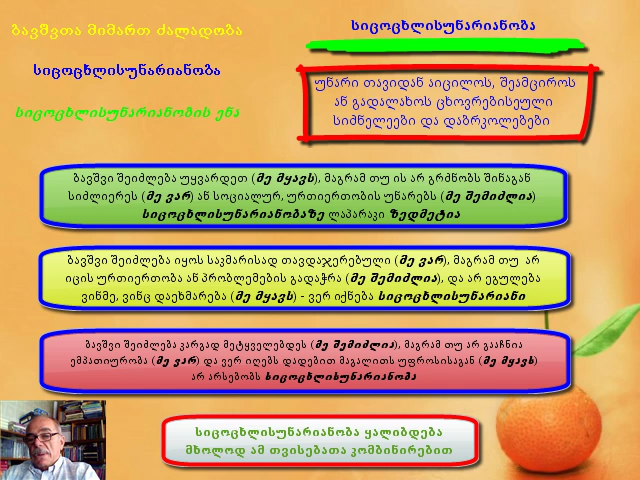 ბავშვთა მიმართ ძალადობა
სიცოცხლისუნარიანობა
სიცოცხლისუნარიანობის ენა
სიცოცხლისუნარიანობა
უნარი თავიდან აიცილოს, შეამციროს
ან გადალახოს ცხოვრებისეული
სიძნელეები და დაბრკოლებები
ბავშვი შეიძლება უყვარდეთ (მე მყავს), მაგრამ თუ ის არ გრძნობს შინაგან
სიმლიერეს (მე ვარ) ან სოციალურ, ურთიერთობის უნარებს (მე შემიძლია)
სიცოცხლისუნარიანობაზე ლაპარაკი ზედმეტია
ბავშვი შეიძლება იყოს საკმარისად თავდაჯერებული (მე ვარ), მაგრამ თუ არ
იცის ურთიერთობა ან პრობლემების გადაჭრა (მე შემიძლია), და არ ეგულება
ვინმე, ვინც დაეხმარება (მე მყავს) - ვერ იქნება სიცოცხლისუნარიანი
ბავშვი შეიძლება კარგად მეტყველებდეს (მე შემიძლია), მაგრამ თუ არ გააჩნია
ემპათიურობა (მე ვარ) და ვერ იღებს დადებით მაგალითს უფროსისაგან (მე მყავს)
არ არსებობს სიცოცხლისუნარიანობა
სიცოცხლისუნარიანობა ყალიბდება
მხოლოდ ამ თვისებათა კომბინირებით